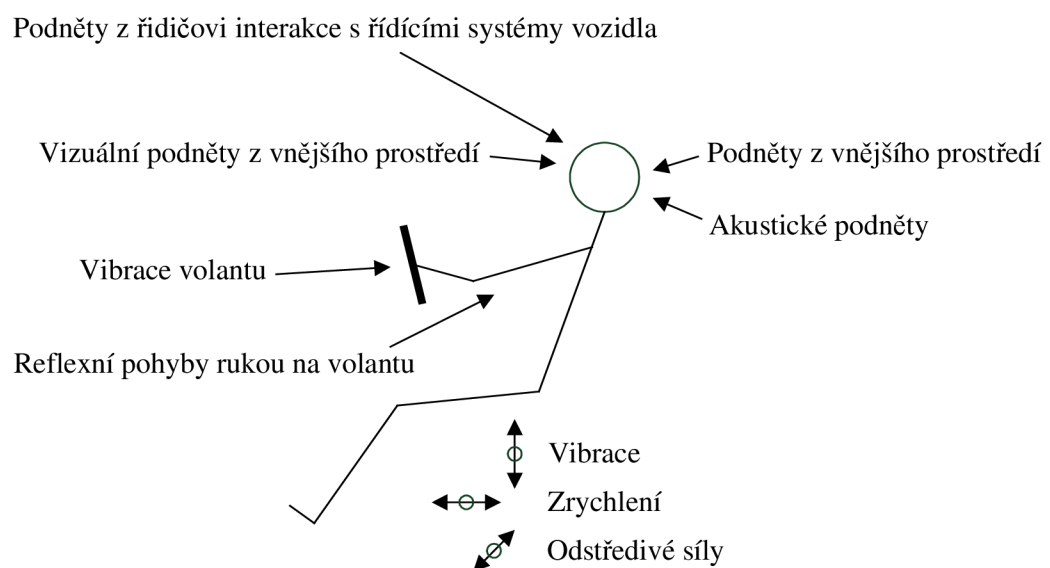 Podněty z řidičovi interakce s řídícími systémy vozidla
Vizuální podněty z vnějšího prostředí
Podněty z vnějšího prostředí
Akustické podněty
Vibrace volantu
Reflexní pohyby rukou na volantu
Vibrace
Zrychlení
Odstředivé síly